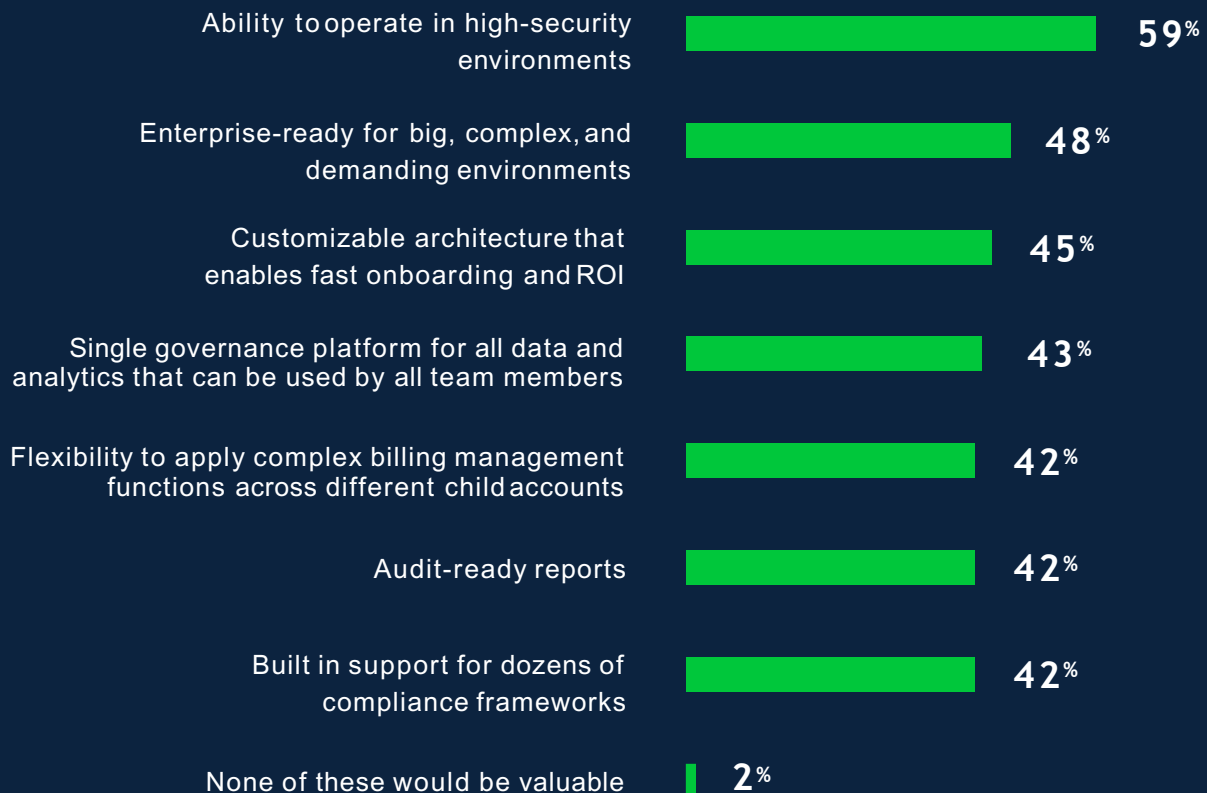 Ability to operate in high-security
environments
59%
Enterprise-ready for big, complex, and
demanding environments
48%
Customizable architecture that
enables fast onboarding and ROI
45%
Single governance platform for all data and
analytics that can be used by all team members
43%
Flexibility to apply complex billing management
functions across different child accounts
42%
Audit-ready reports
42%
Built in support for dozens of
compliance frameworks
42%
None of these would be valuable
2%